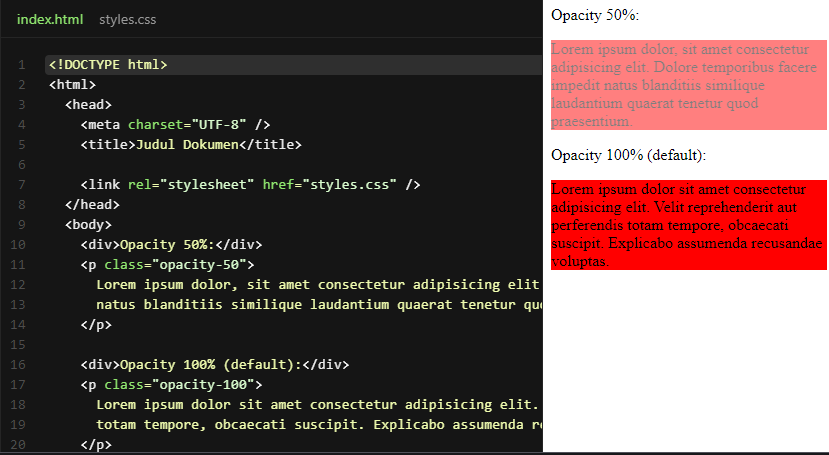 index.html styles.css
1 <!DOCTYPE html>
2 <html>
3 <head>
4 <meta charset="UTF-8" />
5 <title>Judul Dokumen</title>
6
7 <link rel="stylesheet" href="styles.css" />
8 </head>
9 <body>
10 <div>Opacity 50%:</div>
11 <p class="opacity-50">
12 Lorem ipsum dolor, sit amet consectetur adipisicing elit
13 natus blanditiis similique laudantium quaerat tenetur quo
14 </p>
15
16 <div>Opacity 100% (default):</div>
17 <p class="opacity-100">
18 Lorem ipsum dolor sit amet consectetur adipisicing elit.
19 totam tempore, obcaecati suscipit. Explicabo assumenda re
20 </p>
Opacity 50%:
Lorem ipsum dolor, sit amet consectetur
adipisicing elit. Dolore temporibus facere
impedit natus blanditiis similique
laudantium quaerat tenetur quod
praesentium.
Opacity 100% (default):
Lorem ipsum dolor sit amet consectetur
adipisicing elit. Velit reprehenderit aut
perferendis totam tempore, obcaecati
suscipit. Explicabo assumenda recusandae
voluptas.